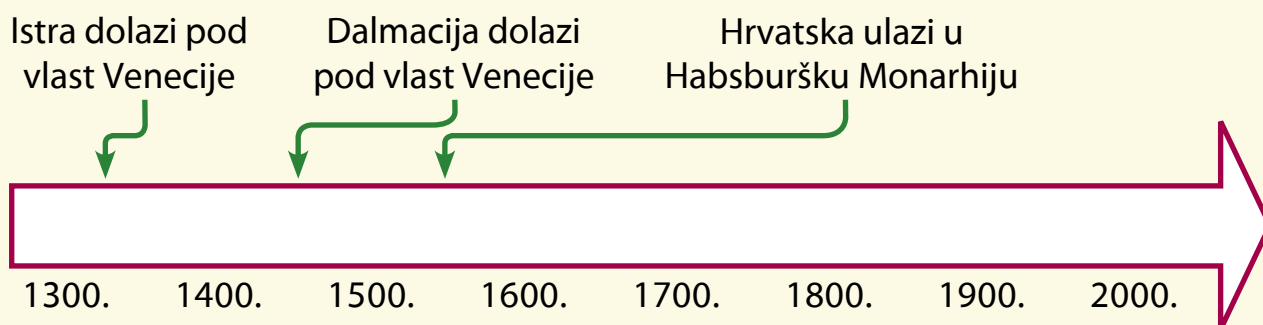 Istra dolazi pod
vlast Venecije
Dalmacija dolazi
pod vlast Venecije
Hrvatska ulazi u
Habsburšku Monarhiju
1300. 1400. 1500. 1600. 1700. 1800. 1900. 2000.